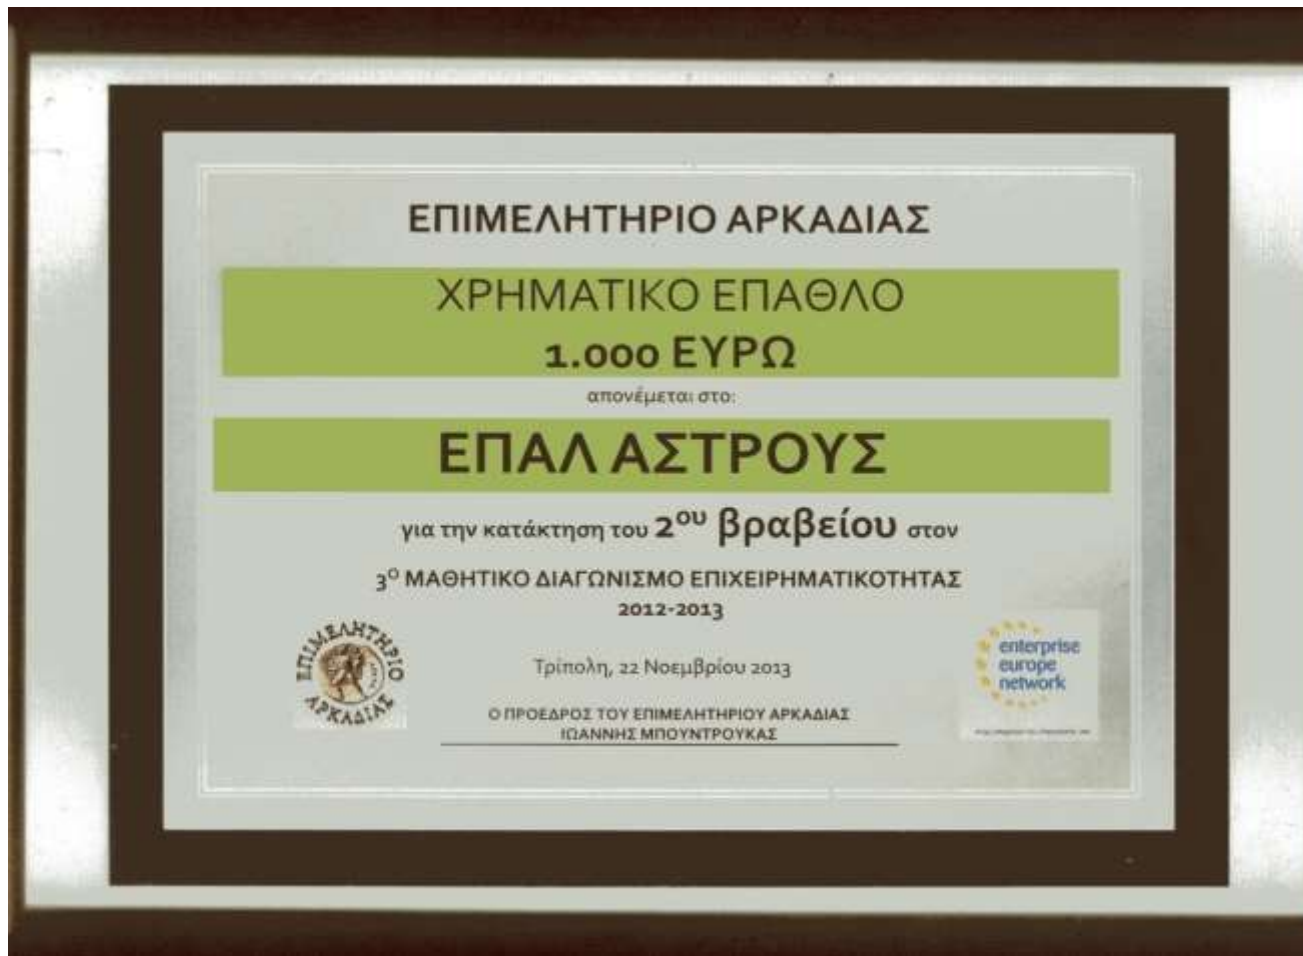 ΕΠΙΜΕΛΗΤΗΡΙΟ ΑΡΚΑΔΙΑΣ
ΧΡΗΜΑΤΙΚΟ ΕΠΑΘΛΟ
1.000 ΕΥΡΩ
απονέμεται στο:
ΕΠΑΛ ΑΣΤΡΟΥΣ
για την κατάκτηση του 2ου βραβείου στον
3Ο ΜΑΘΗΤΙΚΟ ΔΙΑΓΩΝΙΣΜΟ ΕΠΙΧΕΙΡΗΜΑΤΙΚΟΤΗΤΑΣ
2012-2013
ΕΠΙΜΕΛΗΤΗΡΙΟ
ΑΡΚΑΔΙΑΣ
Τρίπολη, 22 Νοεμβρίου 2013
enterprise
europe
network
Ο ΠΡΟΕΔΡΟΣ ΤΟΥ ΕΠΙΜΕΛΗΤΗΡΙΟΥ ΑΡΚΑΔΙΑΣ
ΙΩΑΝΝΗΣ ΜΠΟΥΝΤΡΟΥΚΑΣ